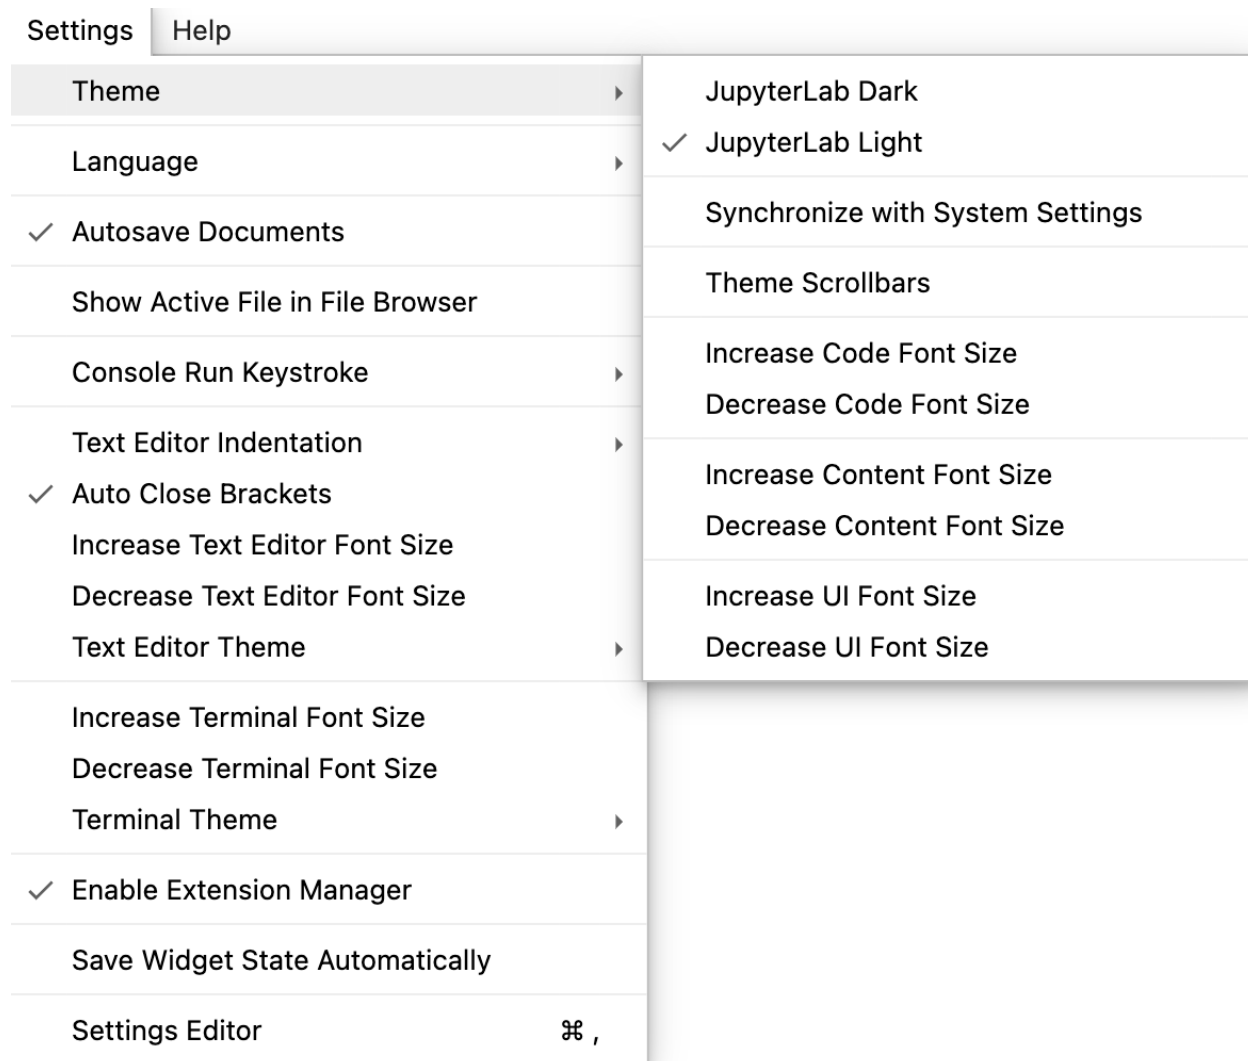 Settings Help
Theme
Language
✓ Autosave Documents
Show Active File in File Browser
Console Run Keystroke
Text Editor Indentation
✓ Auto Close Brackets
Increase Text Editor Font Size
Decrease Text Editor Font Size
Text Editor Theme
Increase Terminal Font Size
Decrease Terminal Font Size
Terminal Theme
✓ Enable Extension Manager
Save Widget State Automatically
Settings Editor ⌘ ,
JupyterLab Dark
✓ JupyterLab Light
Synchronize with System Settings
Theme Scrollbars
Increase Code Font Size
Decrease Code Font Size
Increase Content Font Size
Decrease Content Font Size
Increase UI Font Size
Decrease UI Font Size